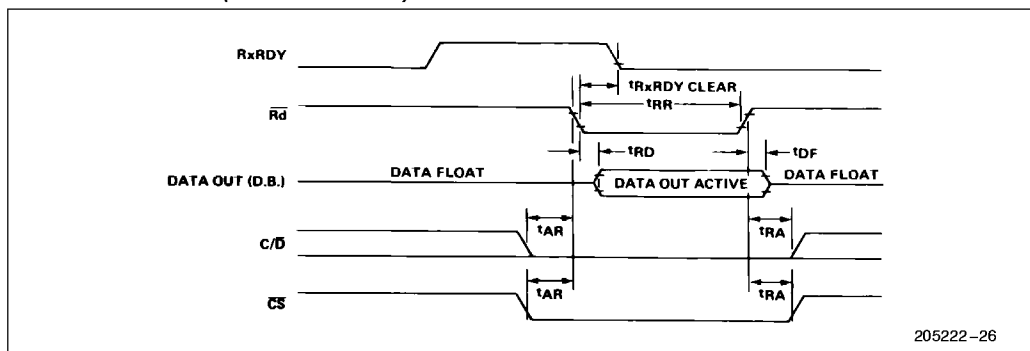 RxRDY
tRxRDY CLEAR
tRR
Rd
tRD
tDF
DATA OUT (D.B.)
DATA FLOAT
DATA OUT ACTIVE
DATA FLOAT
tAR
tRA
C/D
tAR
tRA
CS
205222-26